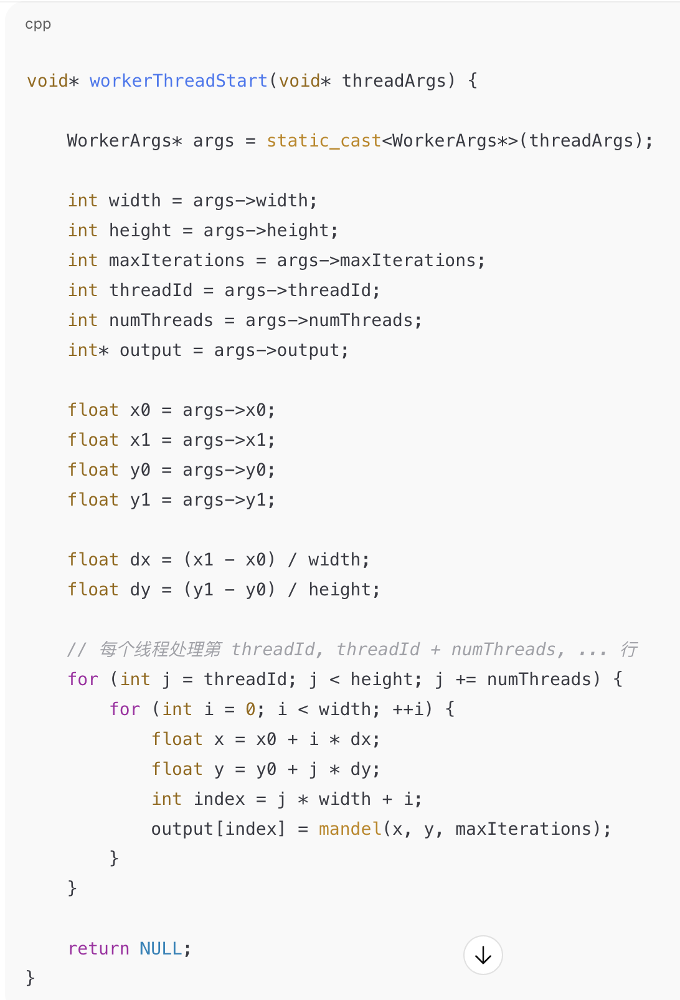 cpp
void* workerThreadStart(void* threadArgs) {
WorkerArgs* args = static_cast<WorkerArgs*>(threadArgs);
int width = args->width;
int height = args->height;
int maxIterations = args->maxIterations;
int threadId = args->threadId;
int numThreads = args->numThreads;
int* output = args->output;
float x0 = args->x0;
float x1 = args->x1;
float y0 = args->y0;
float y1 = args->y1;
float dx = (x1 - x0) / width;
float dy = (y1 - y0) / height;
// 每个线程处理第 threadId, threadId + numThreads, ... 行
for (int j = threadId; j < height; j += numThreads) {
for (int i = 0; i < width; ++i) {
float x = x0 + i * dx;
float y = y0 + j * dy;
int index = j * width + i;
output[index] = mandel(x, y, maxIterations);
}
}
return NULL;
}